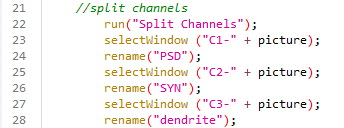 21 //split channels
22 run("Split Channels");
23 selectWindow ("C1-" + picture);
24 rename("PSD");
25 selectWindow ("C2-" + picture);
26 rename("SYN");
27 selectWindow ("C3-" + picture);
28 rename("dendrite");